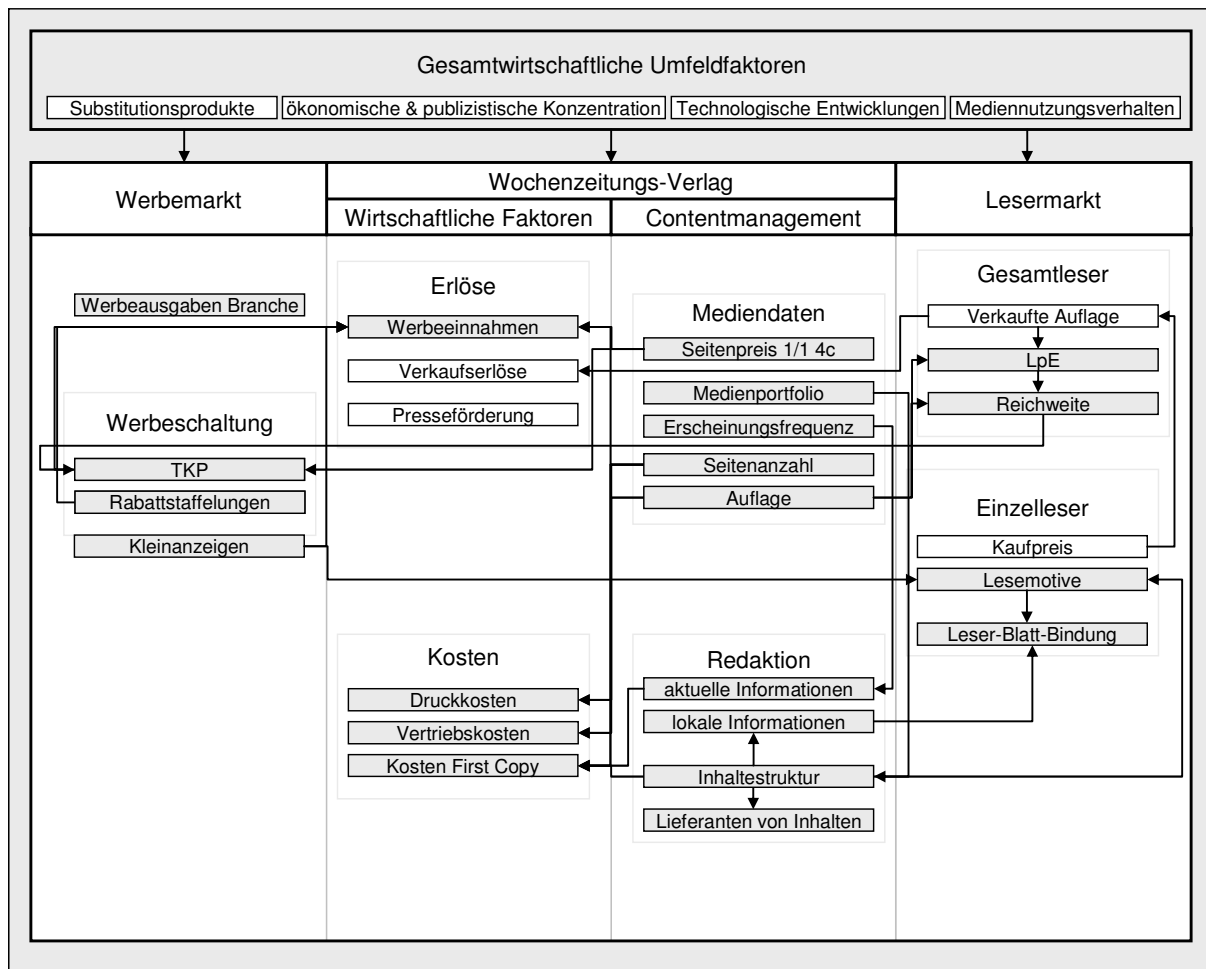 Gesamtwirtschaftliche Umfeldfaktoren
Substitutionsprodukte
ökonomische & publizistische Konzentration
Technologische Entwicklungen
Mediennutzungsverhalten
Werbemarkt
Wochenzeitungs-Verlag
Wirtschaftliche Faktoren
Contentmanagement
Lesermarkt
Werbeausgaben Branche
Werbeschaltung
TKP
Rabattstaffelungen
Kleinanzeigen
Erlöse
Werbeeinnahmen
Verkaufserlöse
Presseförderung
Kosten
Druckkosten
Vertriebskosten
Kosten First Copy
Mediendaten
Seitenpreis 1/1 4c
Medienportfolio
Erscheinungsfrequenz
Seitenanzahl
Auflage
Redaktion
aktuelle Informationen
lokale Informationen
Inhaltestruktur
Lieferanten von Inhalten
Gesamtleser
Verkaufte Auflage
LpE
Reichweite
Einzelleser
Kaufpreis
Lesemotive
Leser-Blatt-Bindung